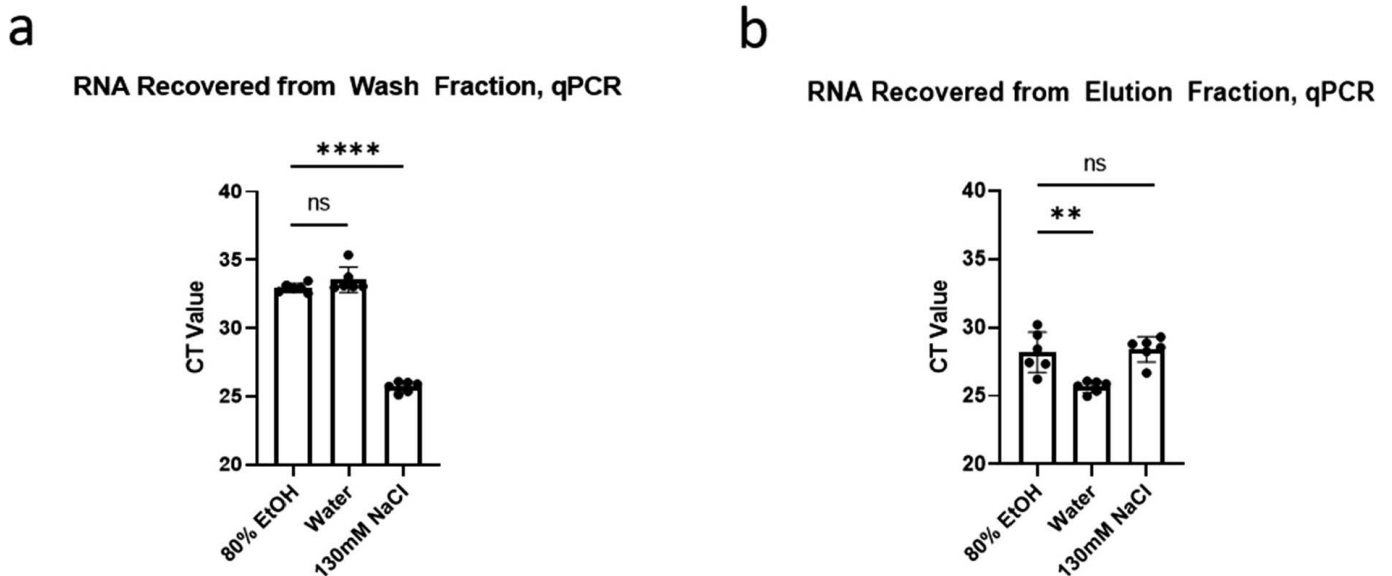 a
RNA Recovered from Wash Fraction, qPCR
****
ns
40
35
30
25
20
CT Value
80% EtOH
Water
130mM NaCl
b
RNA Recovered from Elution Fraction, qPCR
ns
**
40
35
30
25
20
CT Value
80% EtOH
Water
130mM NaCl